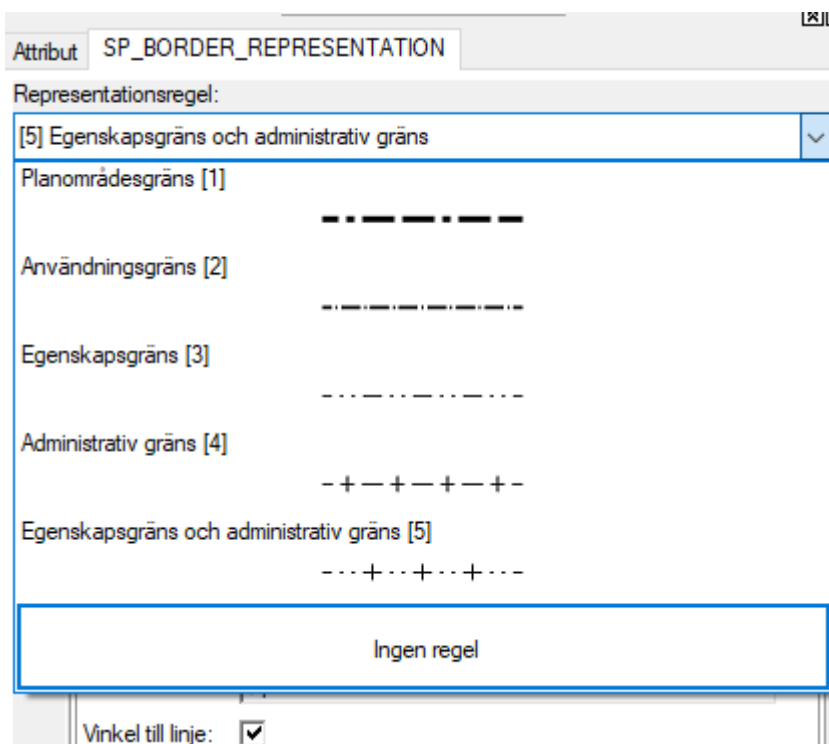 Attribut SP_BORDER_REPRESENTATION
Representationsregel:
[5] Egenskapsgräns och administrativ gräns
Planområdesgräns [1]
Användningsgräns [2]
Egenskapsgräns [3]
Administrativ gräns [4]
Egenskapsgräns och administrativ gräns [5]
Ingen regel
Vinkel till linje: